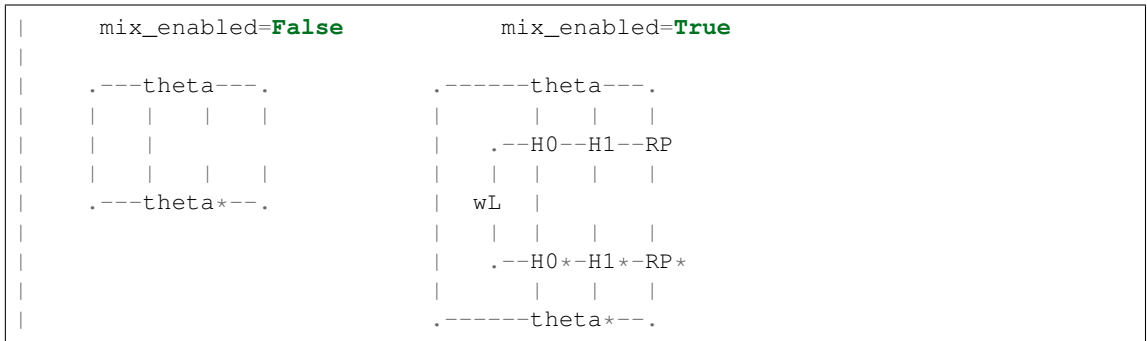 |     mix_enabled=False            mix_enabled=True
|
|    .---theta---.            .------theta---.
|    |   |   |   |            |      |   |   |
|    |   |                    |   .--H0--H1--RP
|    |   |   |   |            |   |  |   |   |
|    .---theta*--.            |  wL  |
|                             |   |  |   |   |
|                             |   .--H0*-H1*-RP*
|                             |      |   |   |
|                             .------theta*--.